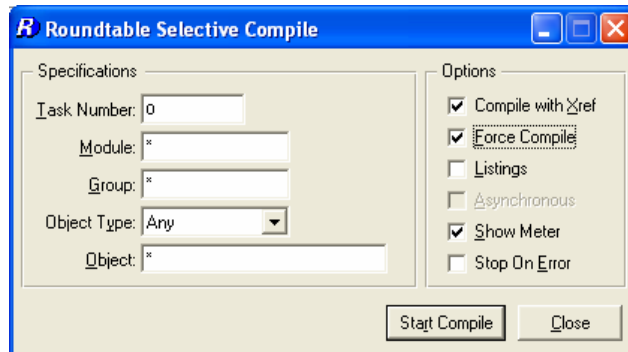 R Roundtable Selective Compile
Specifications
Task Number: 0
Module: *
Group: *
Object Type: Any
Object: *
Options
Compile with Xref
Force Compile
Listings
Asynchronous
Show Meter
Stop On Error
Start Compile
Close